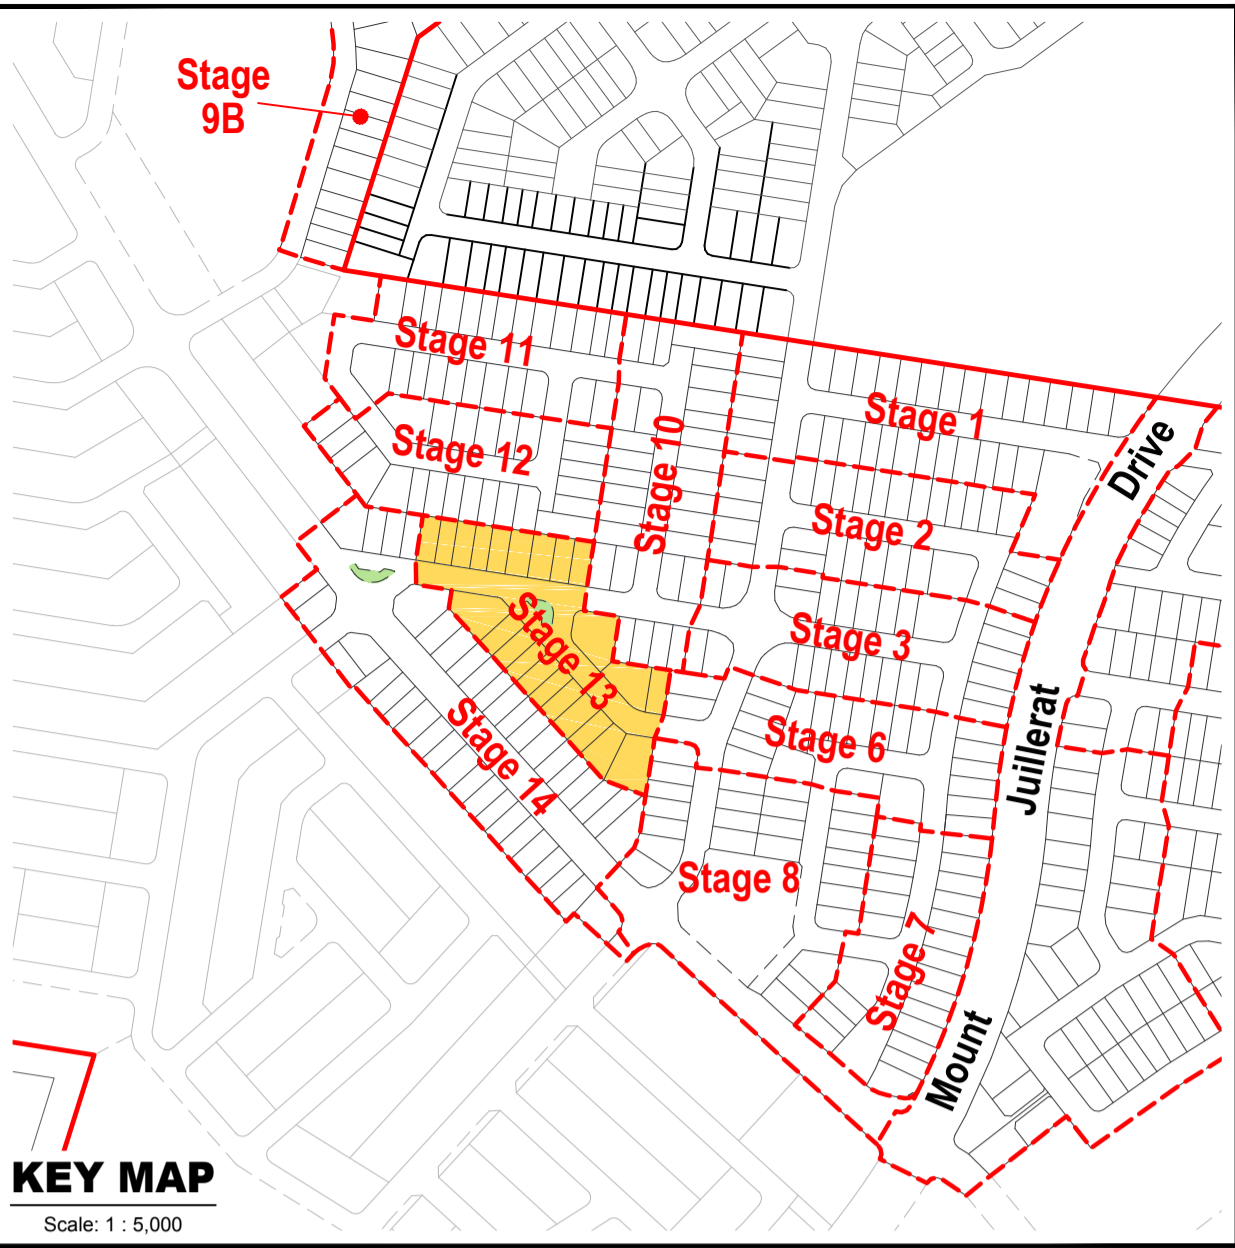 Stage
9B
Stage 11
Stage 1
Stage 12
Stage 10
Drive
Stage 2
Stage 3
Stage 13
Stage 6
Juillerat
Stage 14
Stage 8
Stage 7
Mount
KEY MAP
Scale: 1 : 5,000